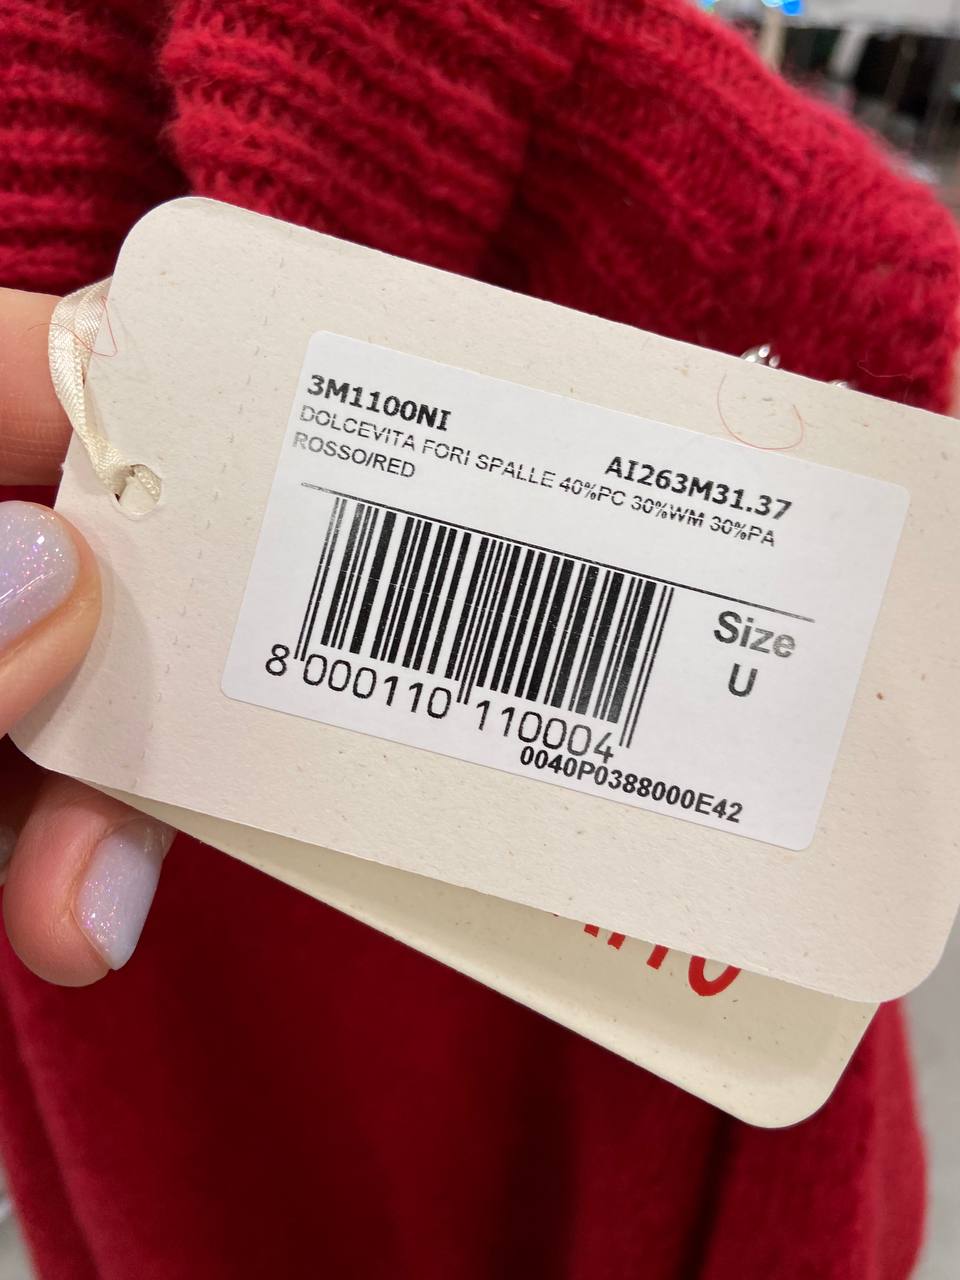 3M1100NI
AI263M31.37
DOLCEVITA FORI SPALLE 40%PC 30%WM 30%PA
ROSSO/RED
Size
U
8 000110 110004
0040P0388000E42